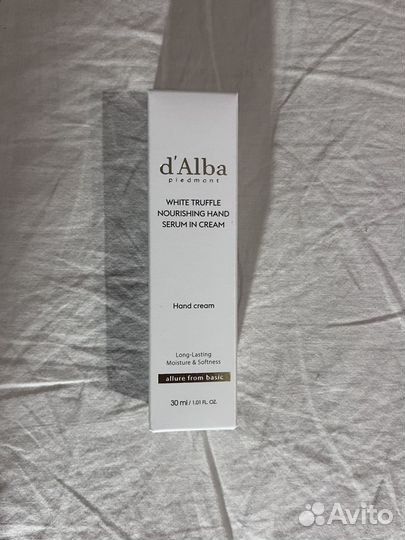 d'Alba
piedmont
WHITE TRUFFLE
NOURISHING HAND
SERUM IN CREAM
Hand cream
Long-Lasting
Moisture & Softness
allure from basic
30 ml / 1.01 FL. OZ.
Avito